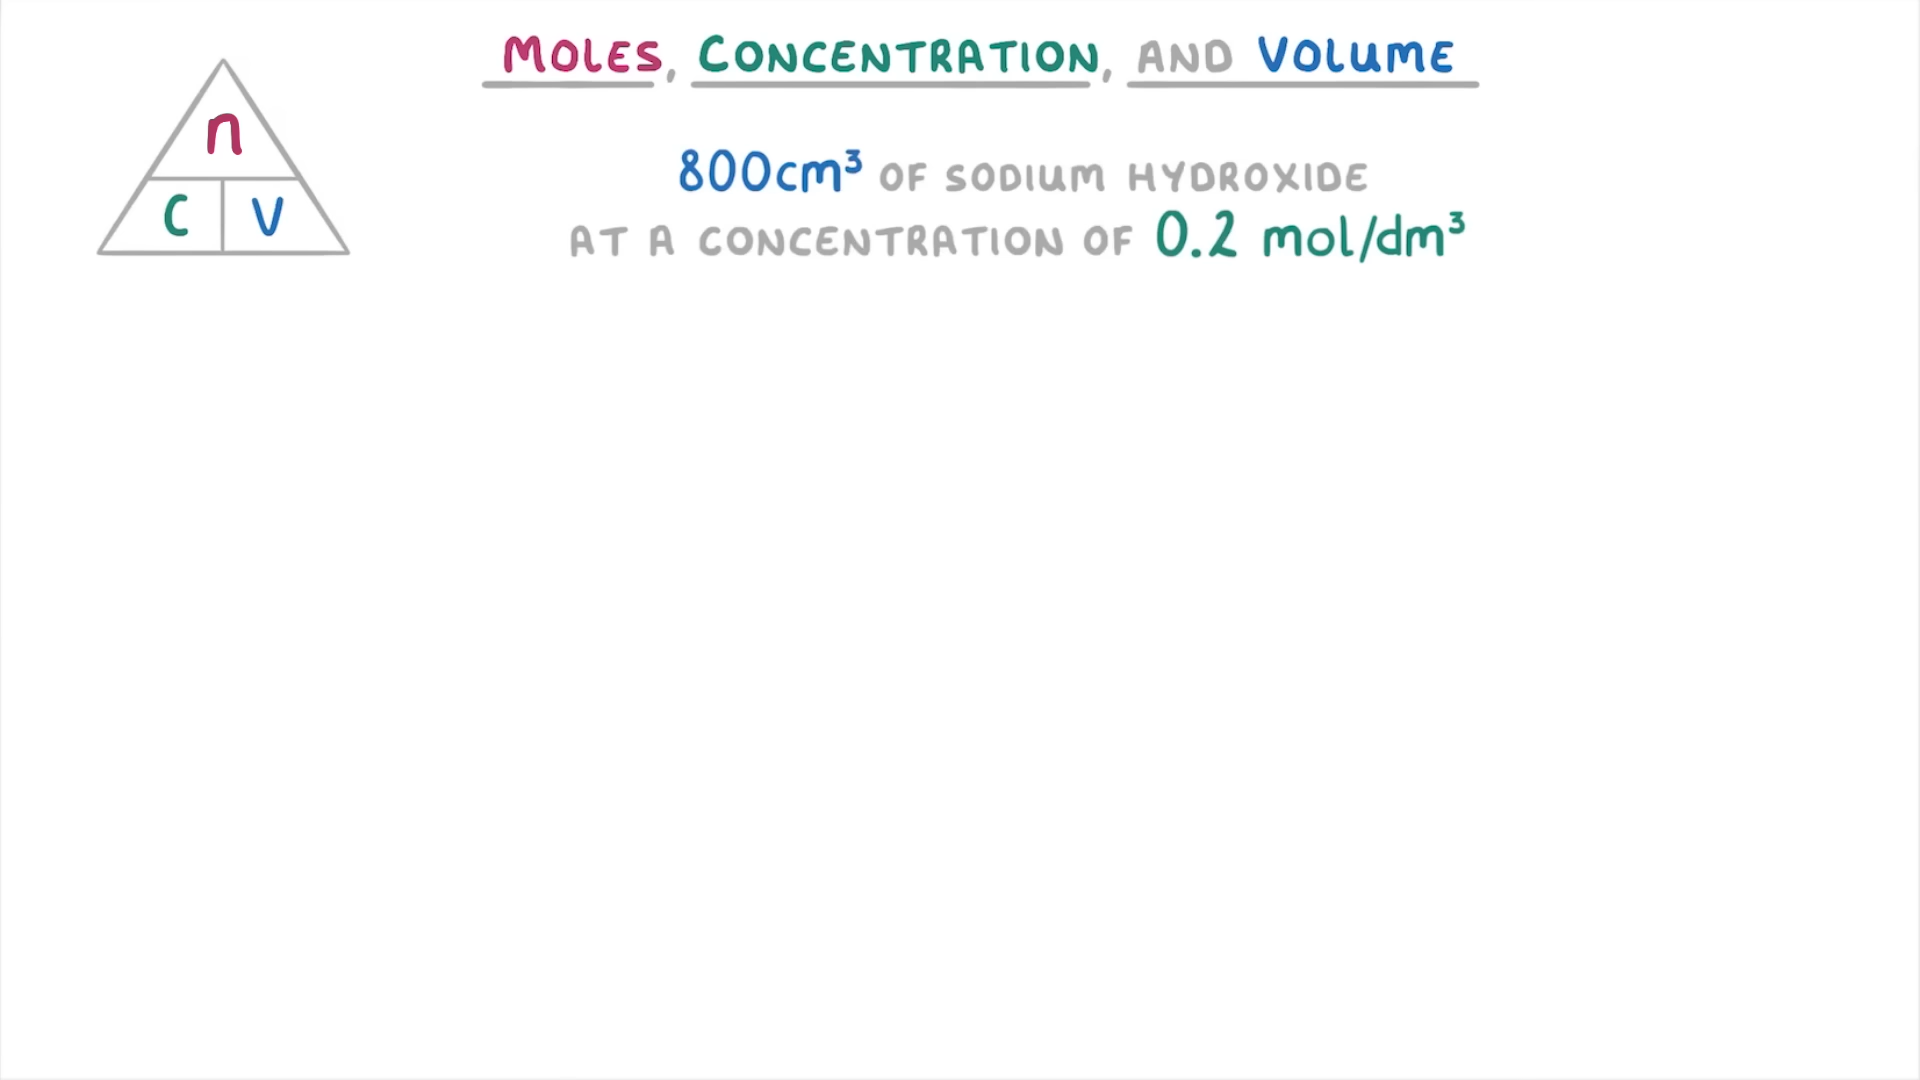 MOLES, CONCENTRATION, AND VOLUME
n
C V
800cm³ OF SODIUM HYDROXIDE
AT A CONCENTRATION OF 0.2 mol/dm³